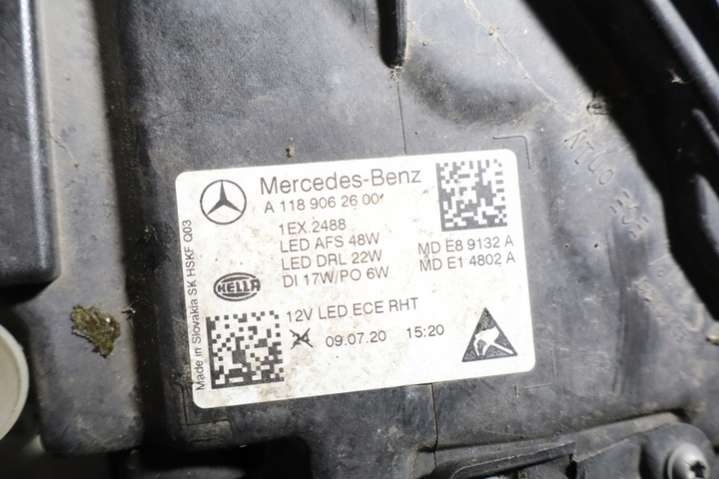 Mercedes-Benz
A 118 906 26 00
1EX.2488
LED AFS 48W
LED DRL 22W
DI 17W/PO 6W
MD E8 9132 A
MD E1 4802 A
HELLA
12V LED ECE RHT
09.07.20 15:20
Made in Slovakia SK HSKF Q03